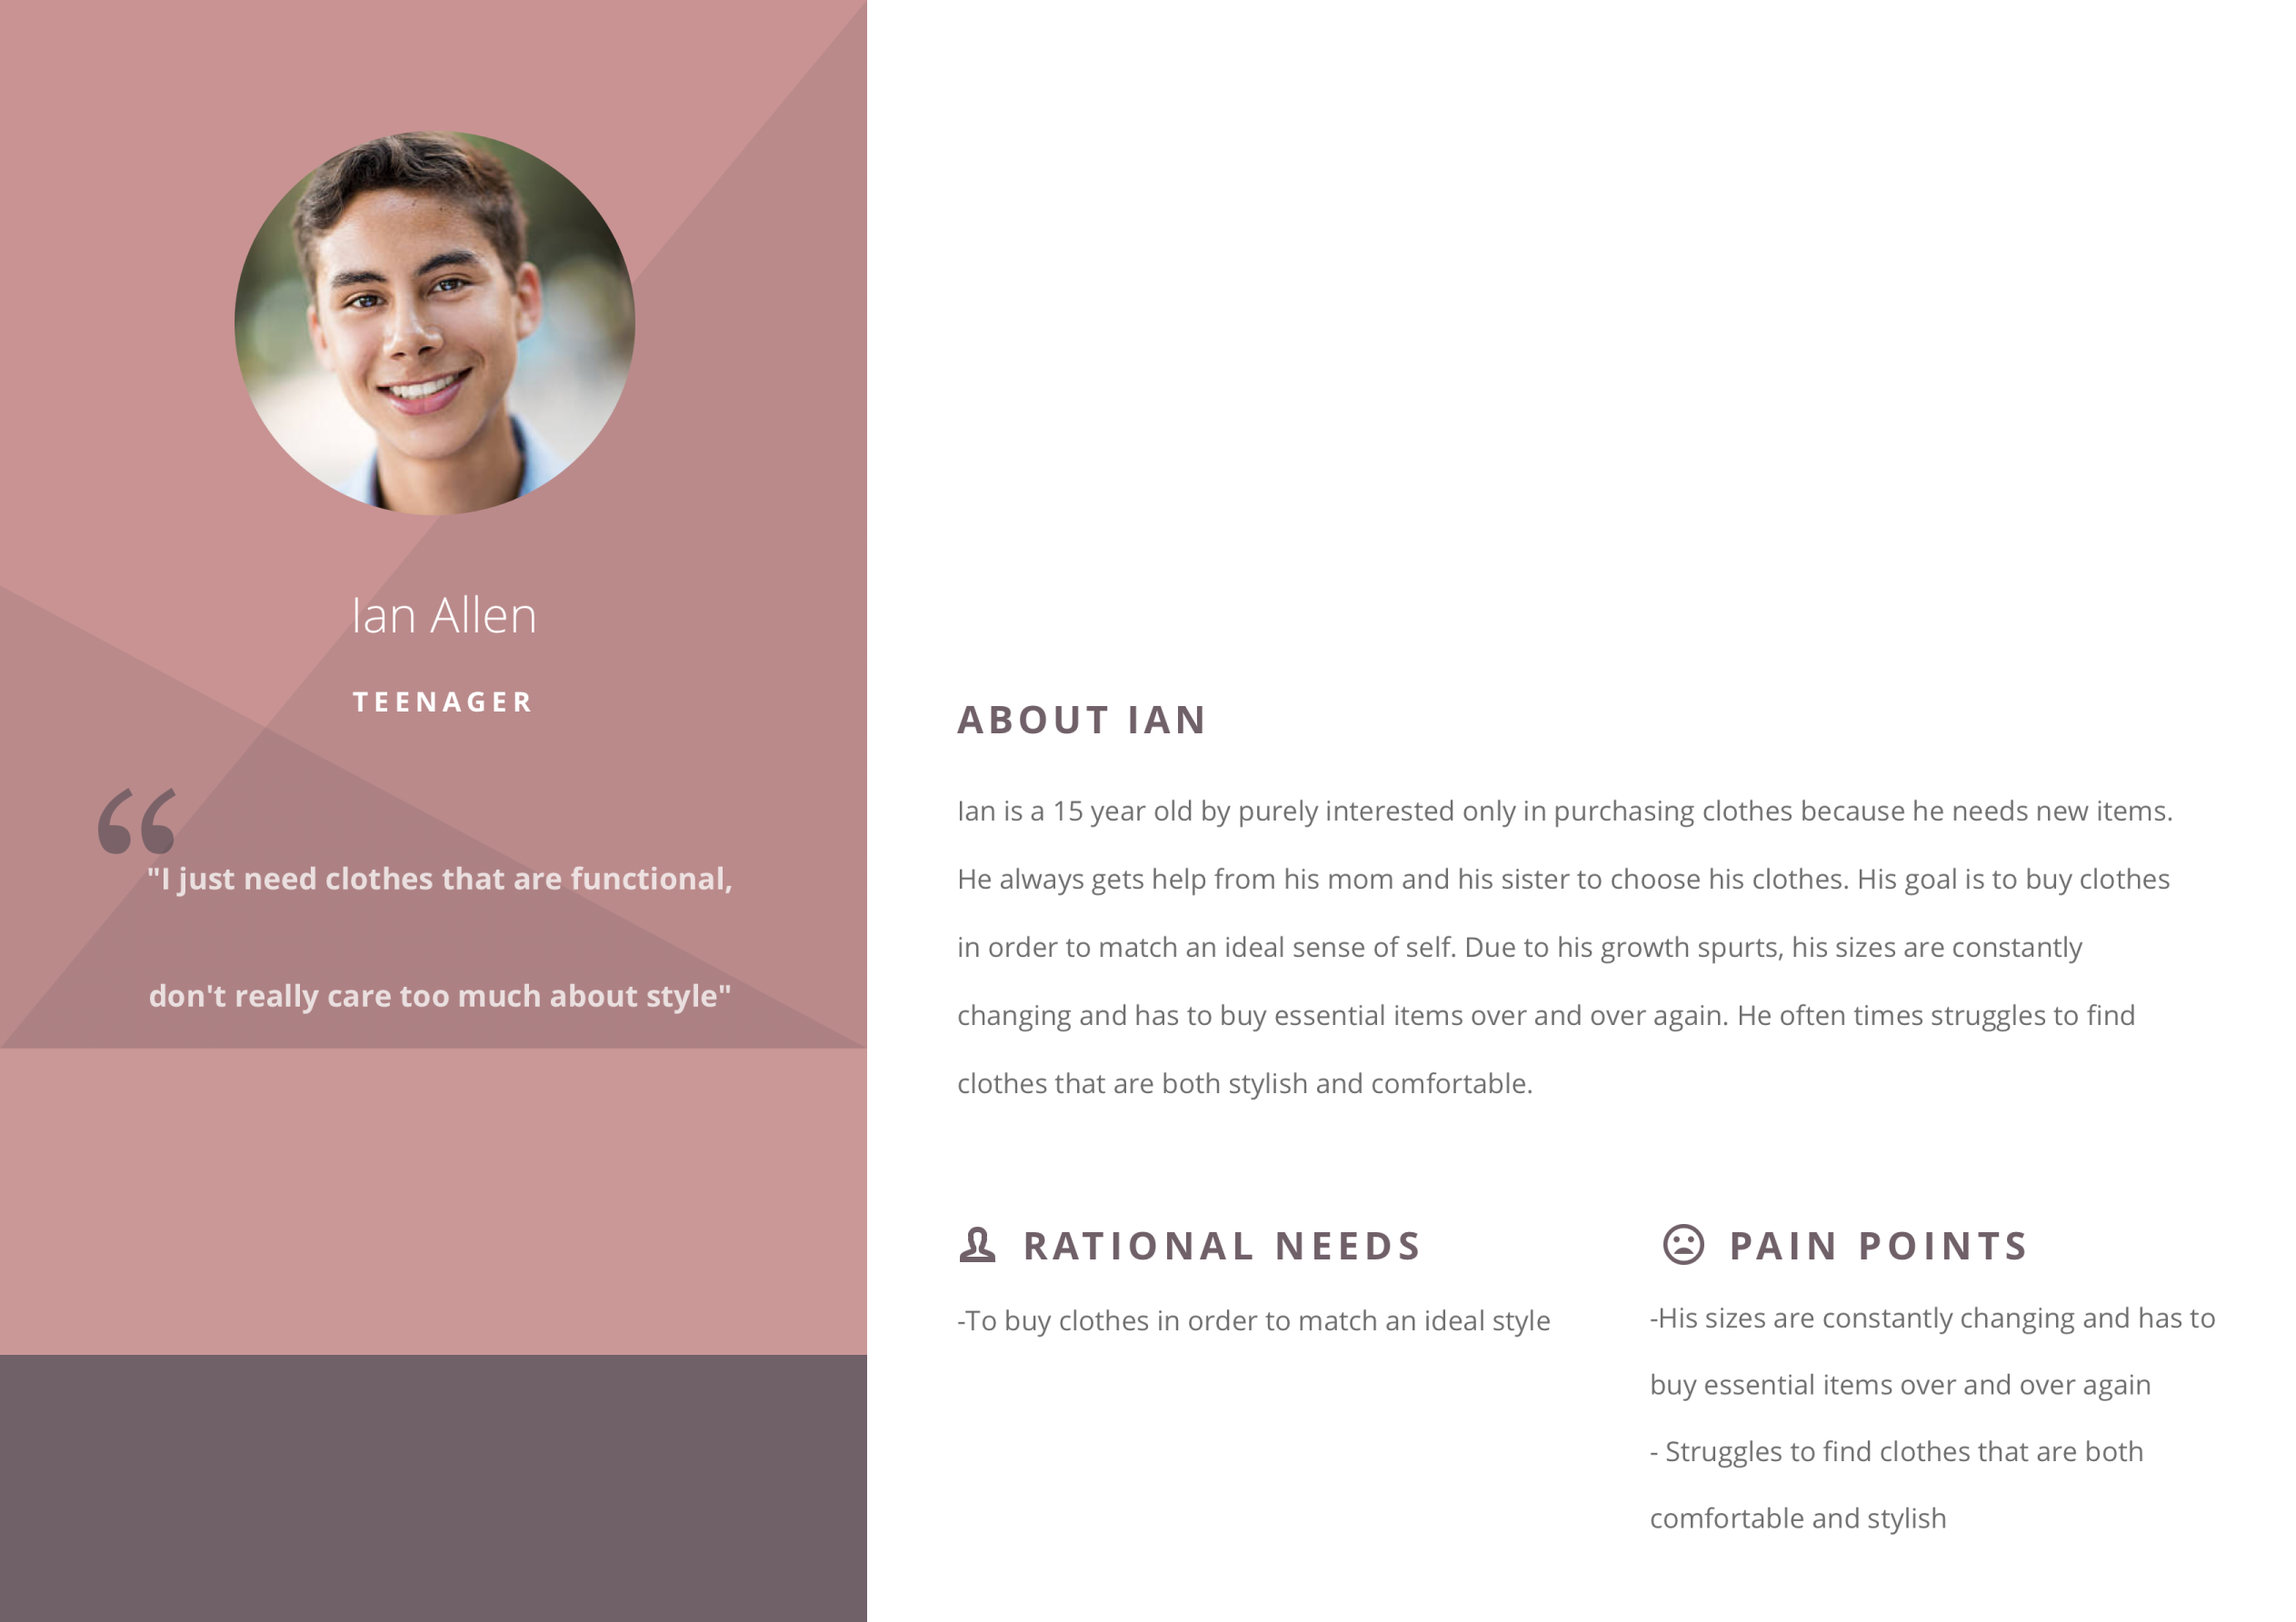 Ian Allen
TEENAGER
"I just need clothes that are functional,
don't really care too much about style"
ABOUT IAN
Ian is a 15 year old by purely interested only in purchasing clothes because he needs new items.
He always gets help from his mom and his sister to choose his clothes. His goal is to buy clothes
in order to match an ideal sense of self. Due to his growth spurts, his sizes are constantly
changing and has to buy essential items over and over again. He often times struggles to find
clothes that are both stylish and comfortable.
RATIONAL NEEDS
-To buy clothes in order to match an ideal style
PAIN POINTS
-His sizes are constantly changing and has to
buy essential items over and over again
- Struggles to find clothes that are both
comfortable and stylish